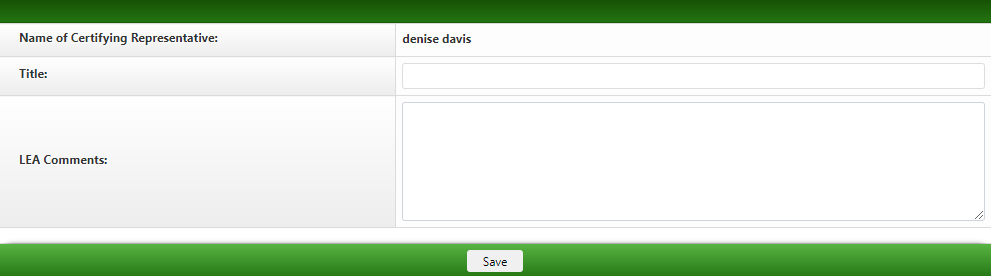 Name of Certifying Representative: denise davis
Title:
LEA Comments:
Save